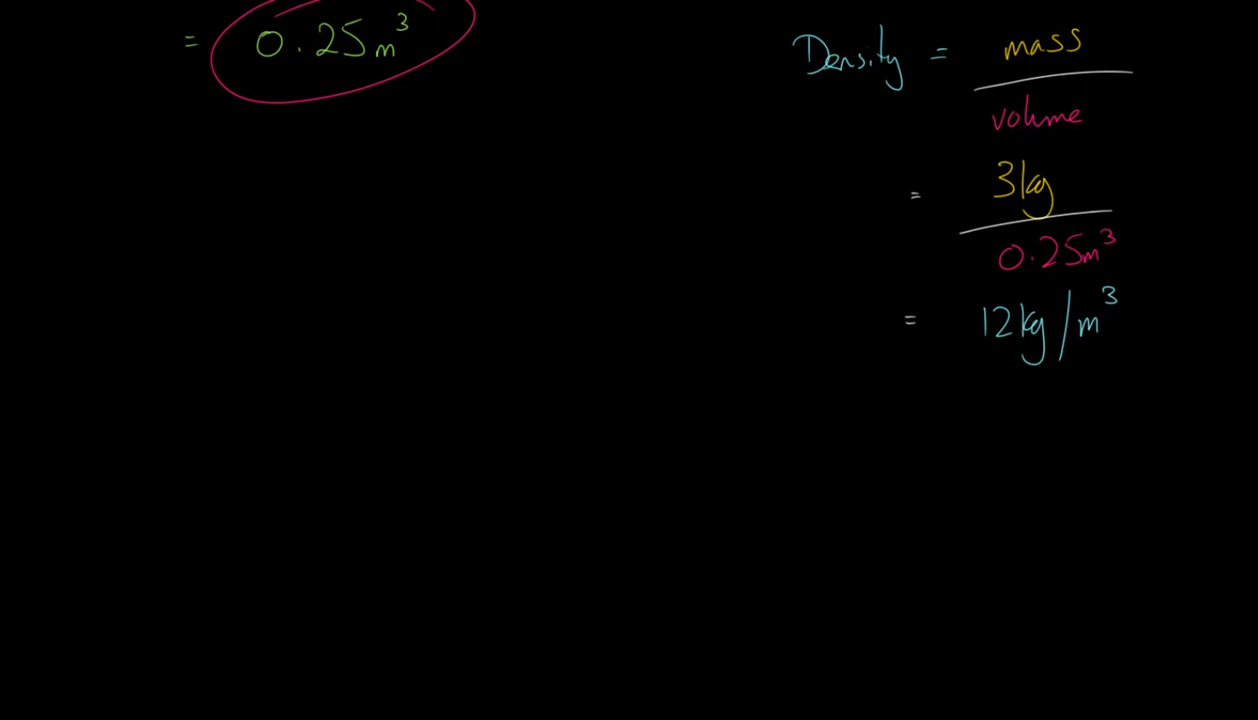 = 0.25m³
Density = mass
volume
= 3kg
0.25m³
= 12kg/m³